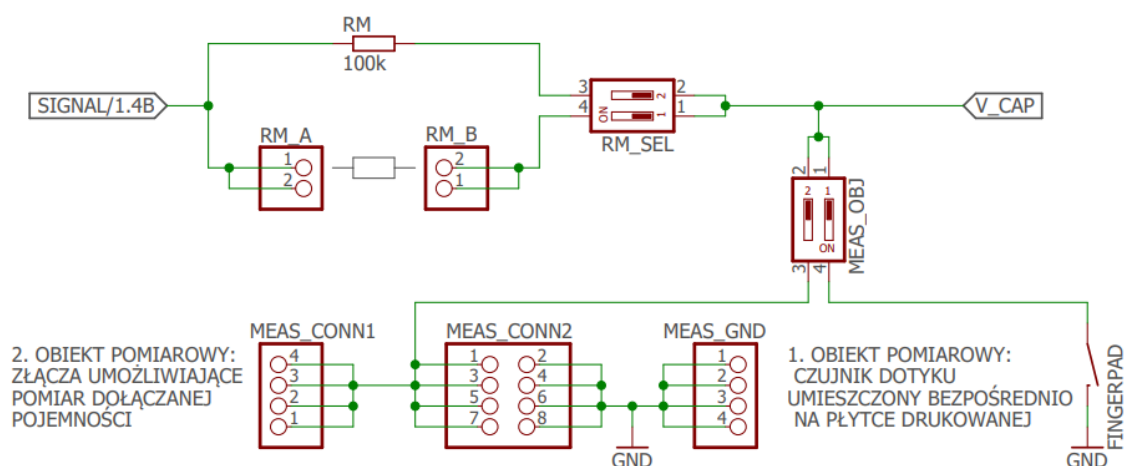 RM
100k
SIGNAL/1.4B
3
4
ON
2
1
2
1
RM_SEL
V_CAP
RM_A
1
2
RM_B
2
1
2
1
2
1
ON
3
4
MEAS_OBJ
2. OBIEKT POMIAROWY:
ZŁĄCZA UMOŻLIWIAJĄCE
POMIAR DOŁĄCZANEJ
POJEMNOŚCI
MEAS_CONN1
4
3
2
1
MEAS_CONN2
1 2
3 4
5 6
7 8
MEAS_GND
1
2
3
4
GND
1. OBIEKT POMIAROWY:
CZUJNIK DOTYKU
UMIESZCZONY BEZPOŚREDNIO
NA PŁYTCE DRUKOWANEJ
FINGERPAD
GND